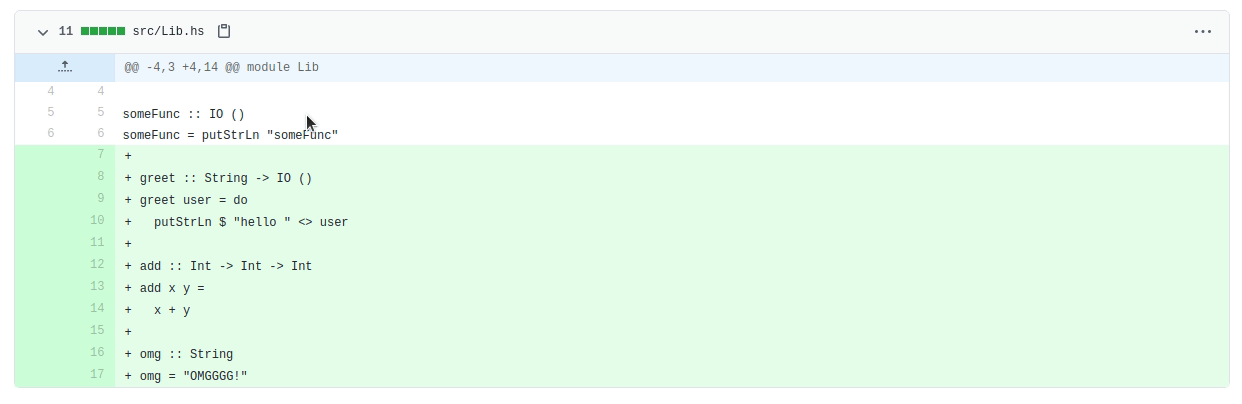 11 src/Lib.hs
@@ -4,3 +4,14 @@ module Lib
4 4
5 5 someFunc :: IO ()
6 6 someFunc = putStrLn "someFunc"
7 +
8 + greet :: String -> IO ()
9 + greet user = do
10 +   putStrLn $ "hello " <> user
11 +
12 + add :: Int -> Int -> Int
13 + add x y =
14 +   x + y
15 +
16 + omg :: String
17 + omg = "OMGGGG!"